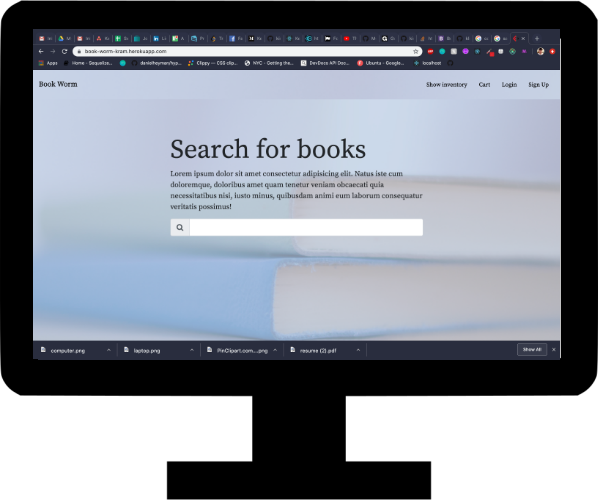 book-worm-isram.herokuapp.com
Apps
Home - Sequelize...
danielheyman/hyp...
Clippy — CSS clip...
NYC - Getting the...
DevDocs API Doc...
Ubuntu - Google...
localhost
Book Worm
Show inventory Cart Login Sign Up
Search for books
Lorem ipsum dolor sit amet consectetur adipisicing elit. Natus iste cum
doloremque, doloribus amet quam tenetur veniam obcaecati quia
necessitatibus nisi, iusto minus, quibusdam animi eum laborum consequatur
veritatis possimus!
computer.png
laptop.png
PinClipart.com_...png
resume (2).pdf
Show All